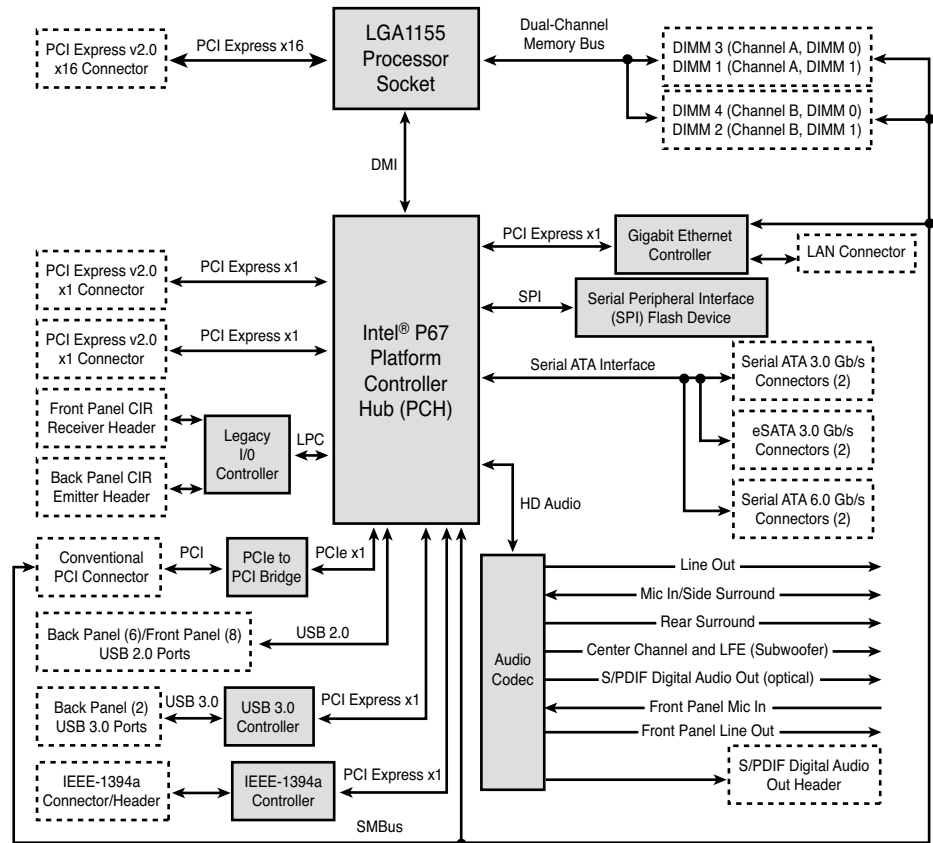 PCI Express v2.0
x16 Connector
PCI Express x16
LGA1155
Processor
Socket
Dual-Channel
Memory Bus
DIMM 3 (Channel A, DIMM 0)
DIMM 1 (Channel A, DIMM 1)
DIMM 4 (Channel B, DIMM 0)
DIMM 2 (Channel B, DIMM 1)
DMI
PCI Express v2.0
x1 Connector
PCI Express x1
PCI Express v2.0
x1 Connector
PCI Express x1
Intel® P67
Platform
Controller
Hub (PCH)
PCI Express x1
Gigabit Ethernet
Controller
LAN Connector
SPI
Serial Peripheral Interface
(SPI) Flash Device
Serial ATA Interface
Serial ATA 3.0 Gb/s
Connectors (2)
eSATA 3.0 Gb/s
Connectors (2)
Serial ATA 6.0 Gb/s
Connectors (2)
Front Panel CIR
Receiver Header
Back Panel CIR
Emitter Header
Legacy
I/0
Controller
LPC
HD Audio
Conventional
PCI Connector
PCI
PCIe to
PCI Bridge
PCIe x1
Back Panel (6)/Front Panel (8)
USB 2.0 Ports
USB 2.0
Back Panel (2)
USB 3.0 Ports
USB 3.0
USB 3.0
Controller
PCI Express x1
IEEE-1394a
Connector/Header
IEEE-1394a
Controller
PCI Express x1
SMBus
Audio
Codec
Line Out
Mic In/Side Surround
Rear Surround
Center Channel and LFE (Subwoofer)
S/PDIF Digital Audio Out (optical)
Front Panel Mic In
Front Panel Line Out
S/PDIF Digital Audio
Out Header